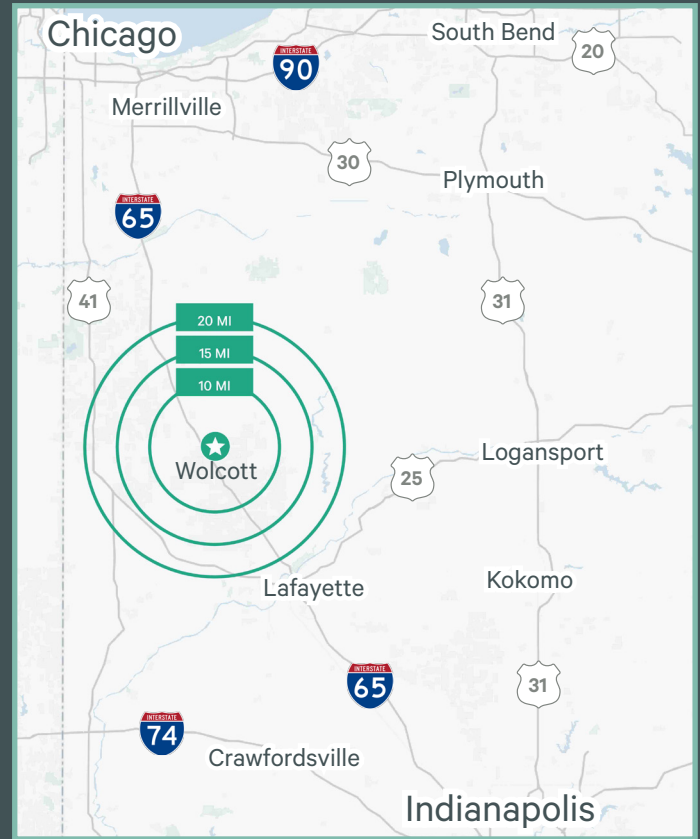 Chicago
South Bend
20
INTERSTATE
90
Merrillville
30
Plymouth
INTERSTATE
65
41
31
20 MI
15 MI
10 MI
Wolcott
Logansport
25
Lafayette
Kokomo
INTERSTATE
65
31
INTERSTATE
74
Crawfordsville
Indianapolis